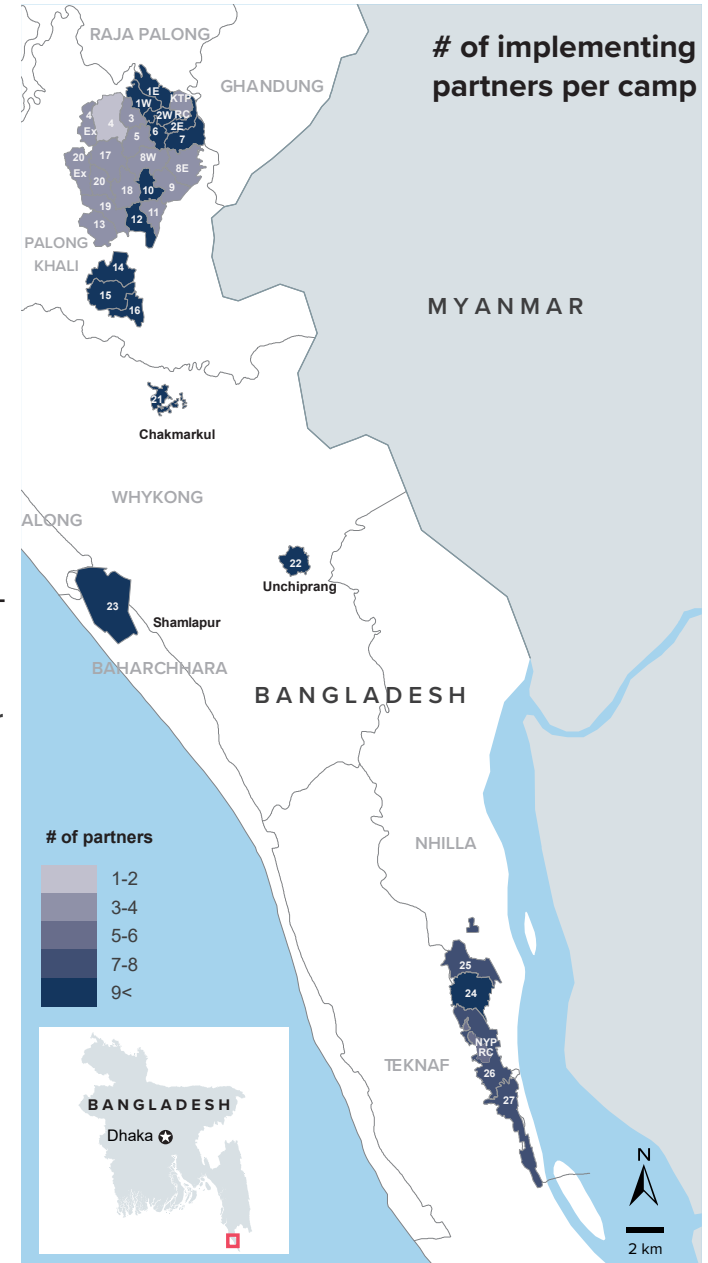 # of implementing
partners per camp
RAJA PALONG
GHANDUNG
1E
1W
KTP
RC
2W
2E
4
Ex
4
3
5
6
7
20
Ex
17
8W
8E
20
18
10
9
19
11
13
12
PALONG
KHALI
14
15
16
MYANMAR
21
Chakmarkul
WHYKONG
ALONG
22
Unchiprang
23
Shamlapur
BAHARCHHARA
BANGLADESH
NHILLA
# of partners
1-2
3-4
5-6
7-8
9<
25
24
NYP
RC
26
27
TEKNAF
BANGLADESH
Dhaka
N
2 km